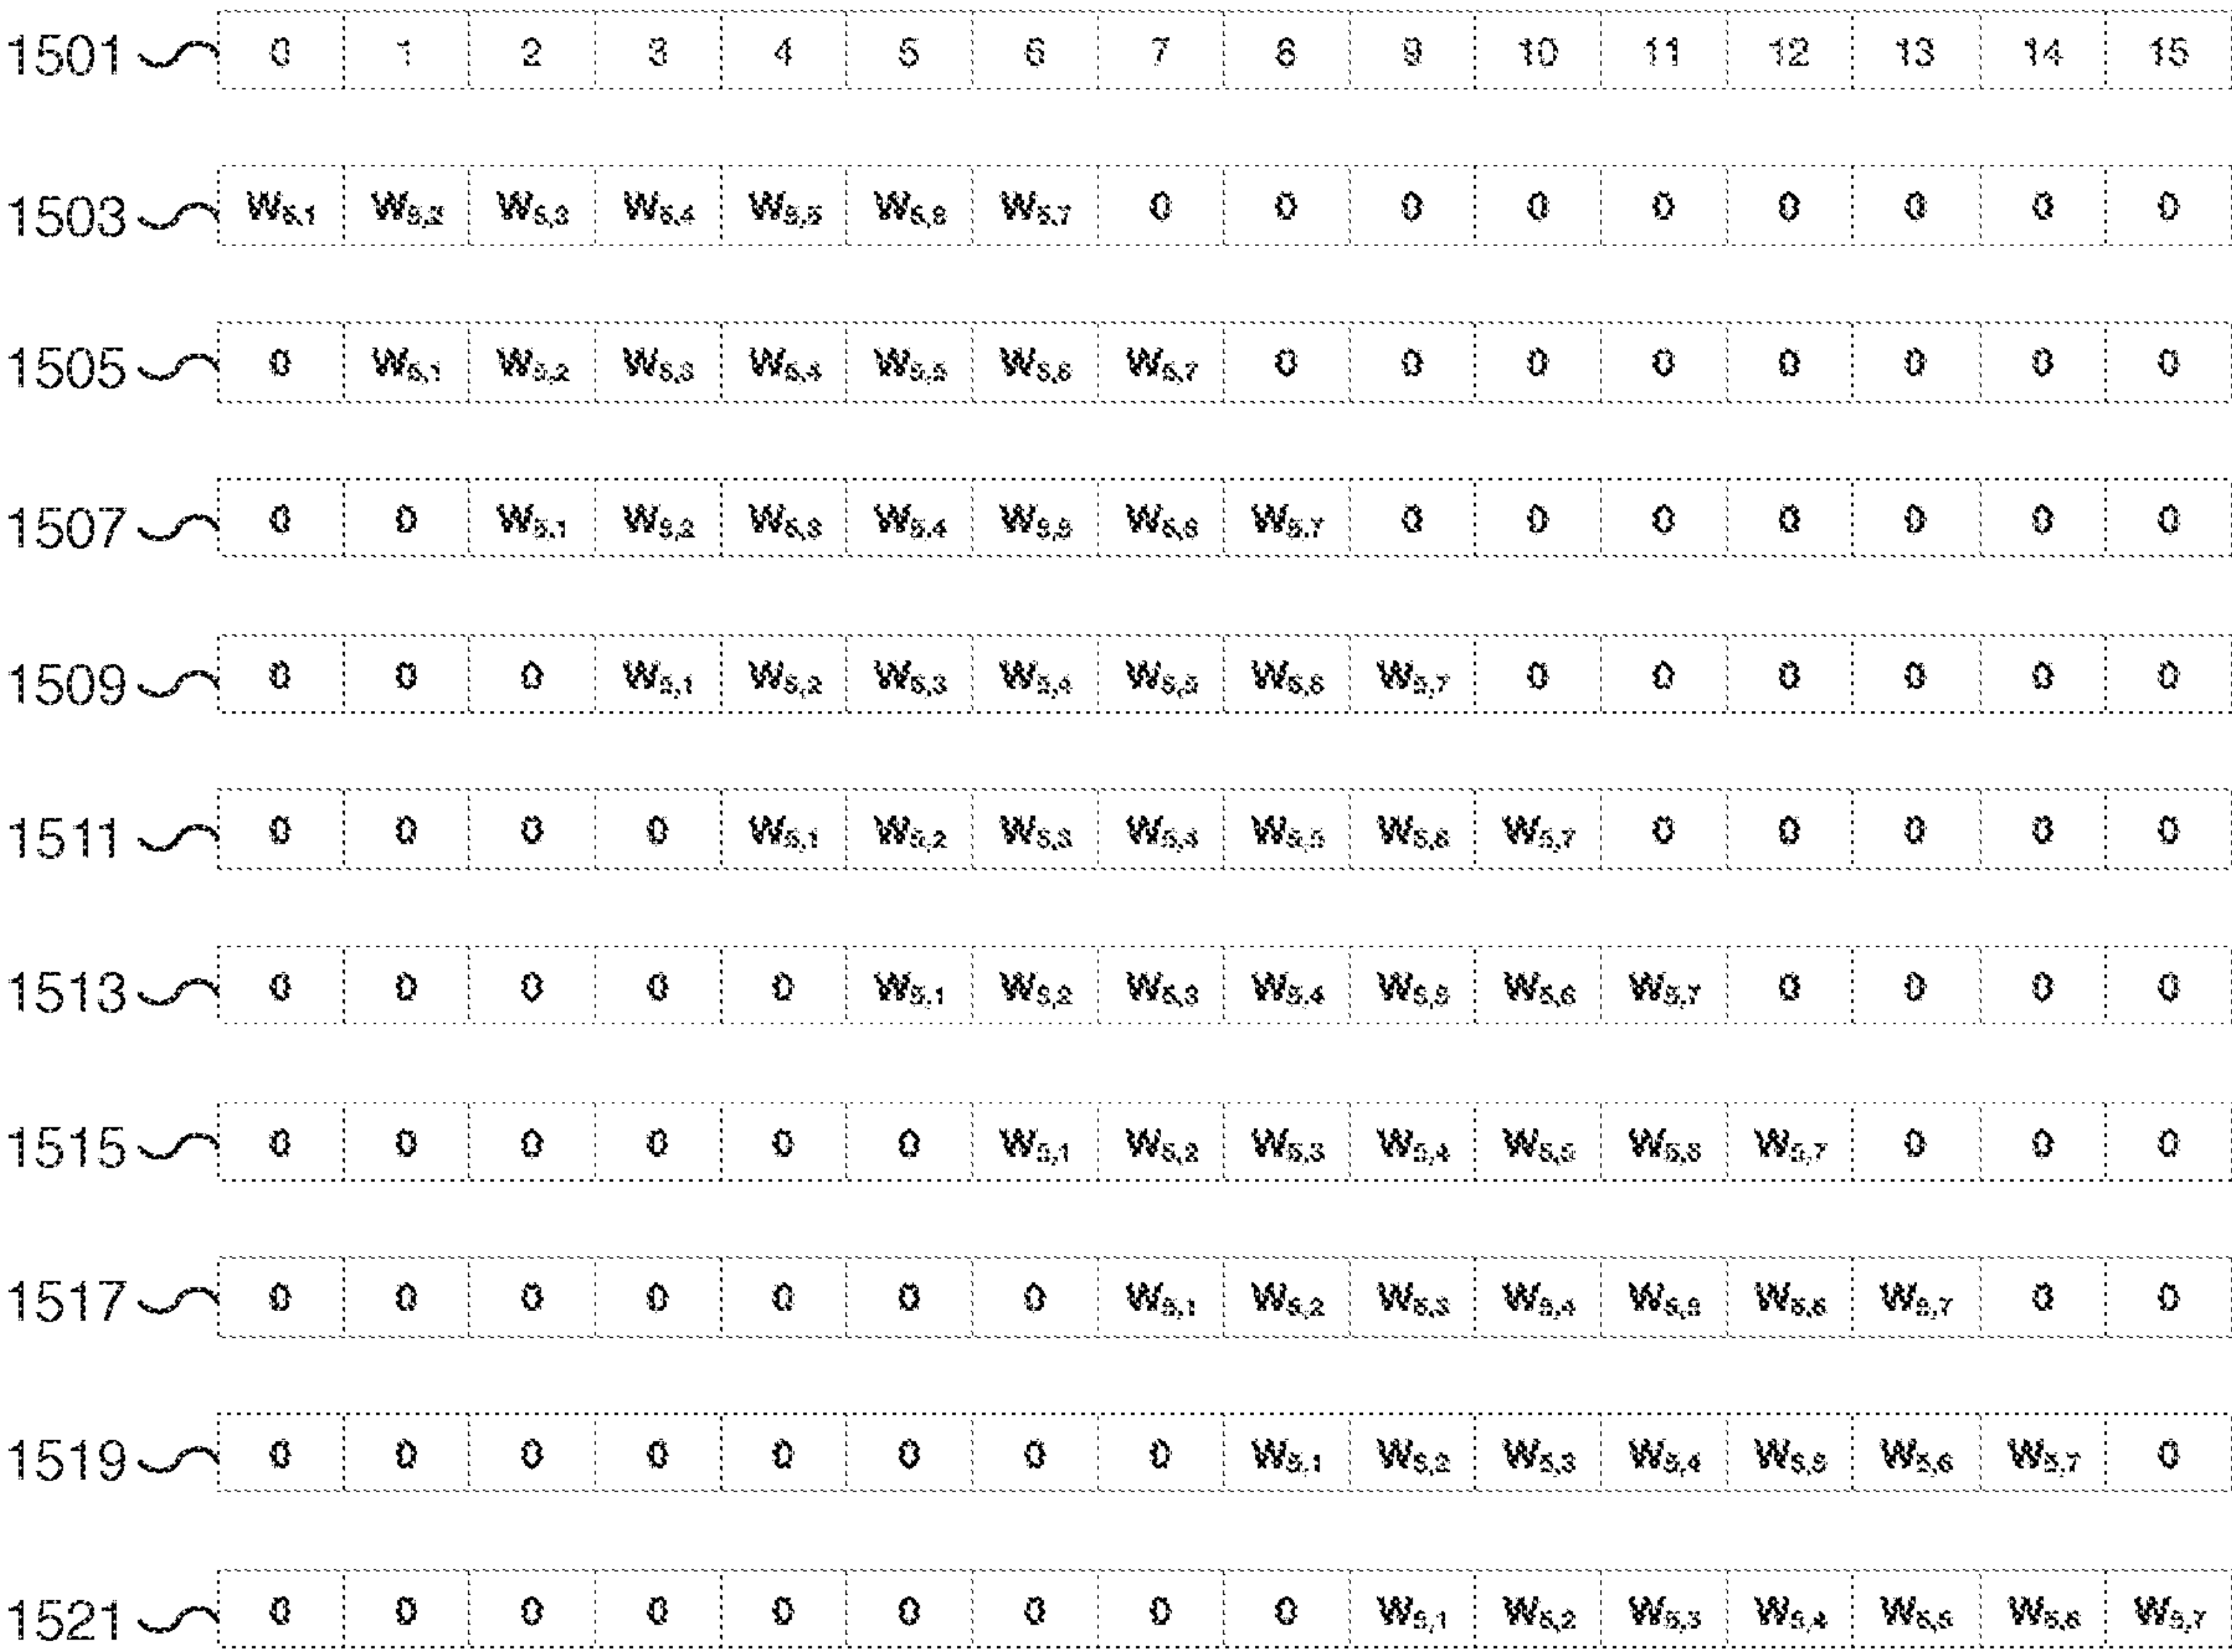 1501 0 1 2 3 4 5 6 7 8 9 10 11 12 13 14 15
1503 W5,1 W5,2 W5,3 W5,4 W5,5 W5,6 W5,7 0 0 0 0 0 0 0 0 0
1505 0 W5,1 W5,2 W5,3 W5,4 W5,5 W5,6 W5,7 0 0 0 0 0 0 0 0
1507 0 0 W5,1 W5,2 W5,3 W5,4 W5,5 W5,6 W5,7 0 0 0 0 0 0 0
1509 0 0 0 W5,1 W5,2 W5,3 W5,4 W5,5 W5,6 W5,7 0 0 0 0 0 0
1511 0 0 0 0 W5,1 W5,2 W5,3 W5,4 W5,5 W5,6 W5,7 0 0 0 0 0
1513 0 0 0 0 0 W5,1 W5,2 W5,3 W5,4 W5,5 W5,6 W5,7 0 0 0 0
1515 0 0 0 0 0 0 W5,1 W5,2 W5,3 W5,4 W5,5 W5,6 W5,7 0 0 0
1517 0 0 0 0 0 0 0 W5,1 W5,2 W5,3 W5,4 W5,5 W5,6 W5,7 0 0
1519 0 0 0 0 0 0 0 0 W5,1 W5,2 W5,3 W5,4 W5,5 W5,6 W5,7 0
1521 0 0 0 0 0 0 0 0 0 W5,1 W5,2 W5,3 W5,4 W5,5 W5,6 W5,7